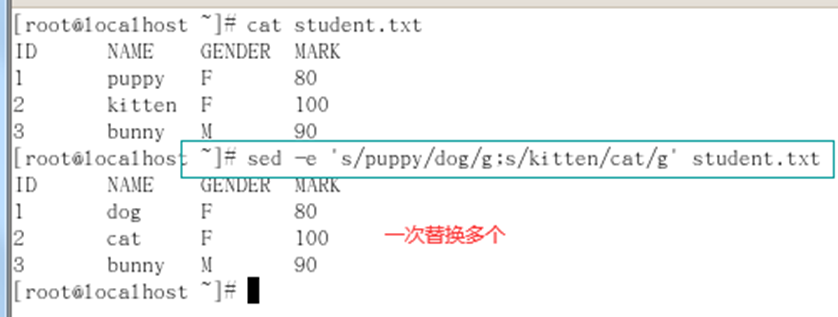 [root@localhost ~]# cat student.txt
ID NAME GENDER MARK
1 puppy F 80
2 kitten F 100
3 bunny M 90
[root@localhost ~]# sed -e 's/puppy/dog/g;s/kitten/cat/g' student.txt
ID NAME GENDER MARK
1 dog F 80
2 cat F 100 一次替换多个
3 bunny M 90
[root@localhost ~]#